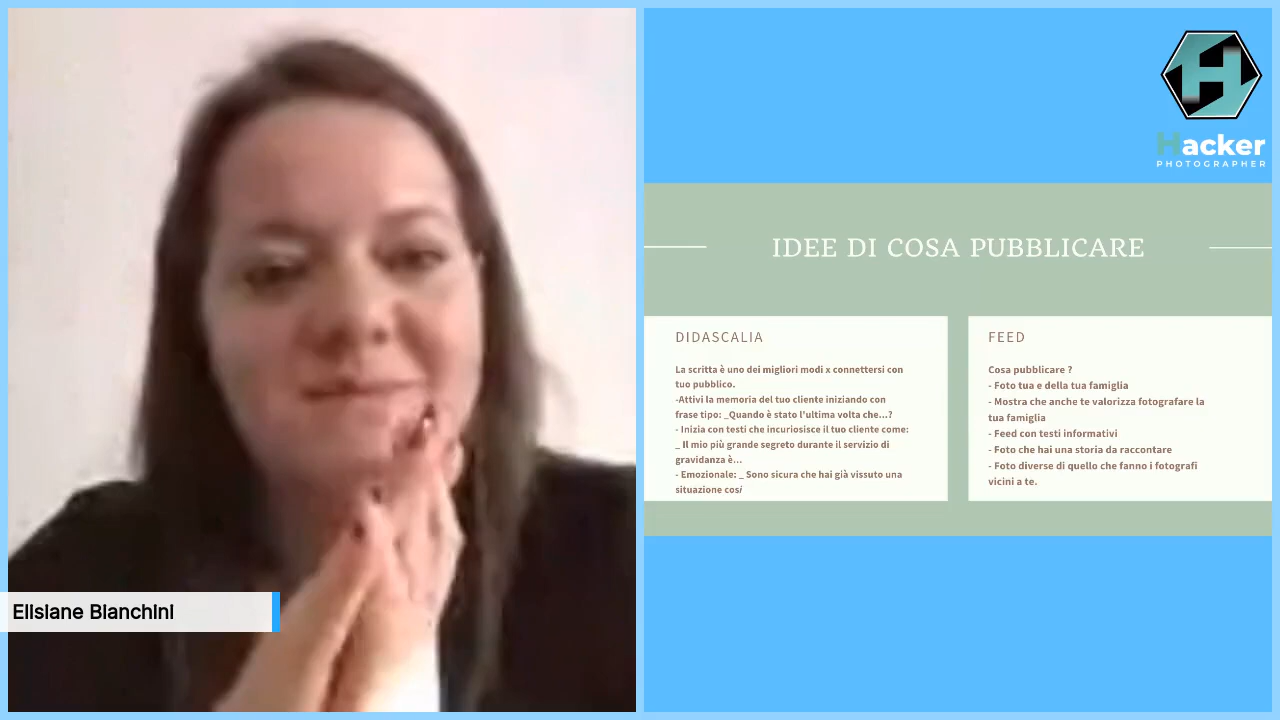 Hacker
PHOTOGRAPHER
IDEE DI COSA PUBBLICARE
DIDASCALIA
La scritta è uno dei migliori modi x connettersi con
tuo pubblico.
-Attivi la memoria del tuo cliente iniziando con
frase tipo: _Quando è stato l'ultima volta che...?
- Inizia con testi che incuriosisce il tuo cliente come:
_ Il mio più grande segreto durante il servizio di
gravidanza è...
- Emozionale: _ Sono sicura che hai già vissuto una
situazione cosí
FEED
Cosa pubblicare ?
- Foto tua e della tua famiglia
- Mostra che anche te valorizza fotografare la
tua famiglia
- Feed con testi informativi
- Foto che hai una storia da raccontare
- Foto diverse di quello che fanno i fotografi
vicini a te.
Elisiane Bianchini